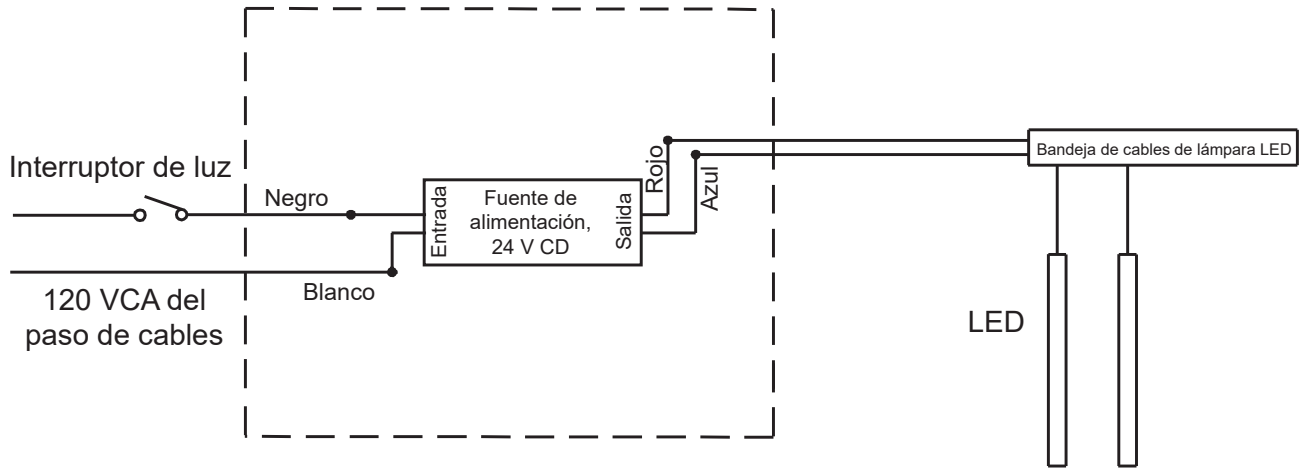 Interruptor de luz
Negro
Entrada
Fuente de
alimentación,
24 V CD
Salida
Rojo
Azul
Bandeja de cables de lámpara LED
120 VCA del
paso de cables
Blanco
LED